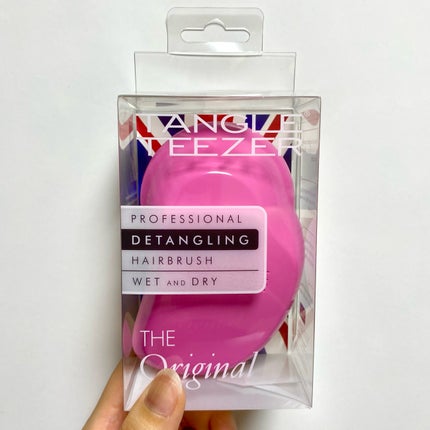 TANGLE
TEEZER
PROFESSIONAL
DETANGLING
HAIRBRUSH
WET AND DRY
THE
Original